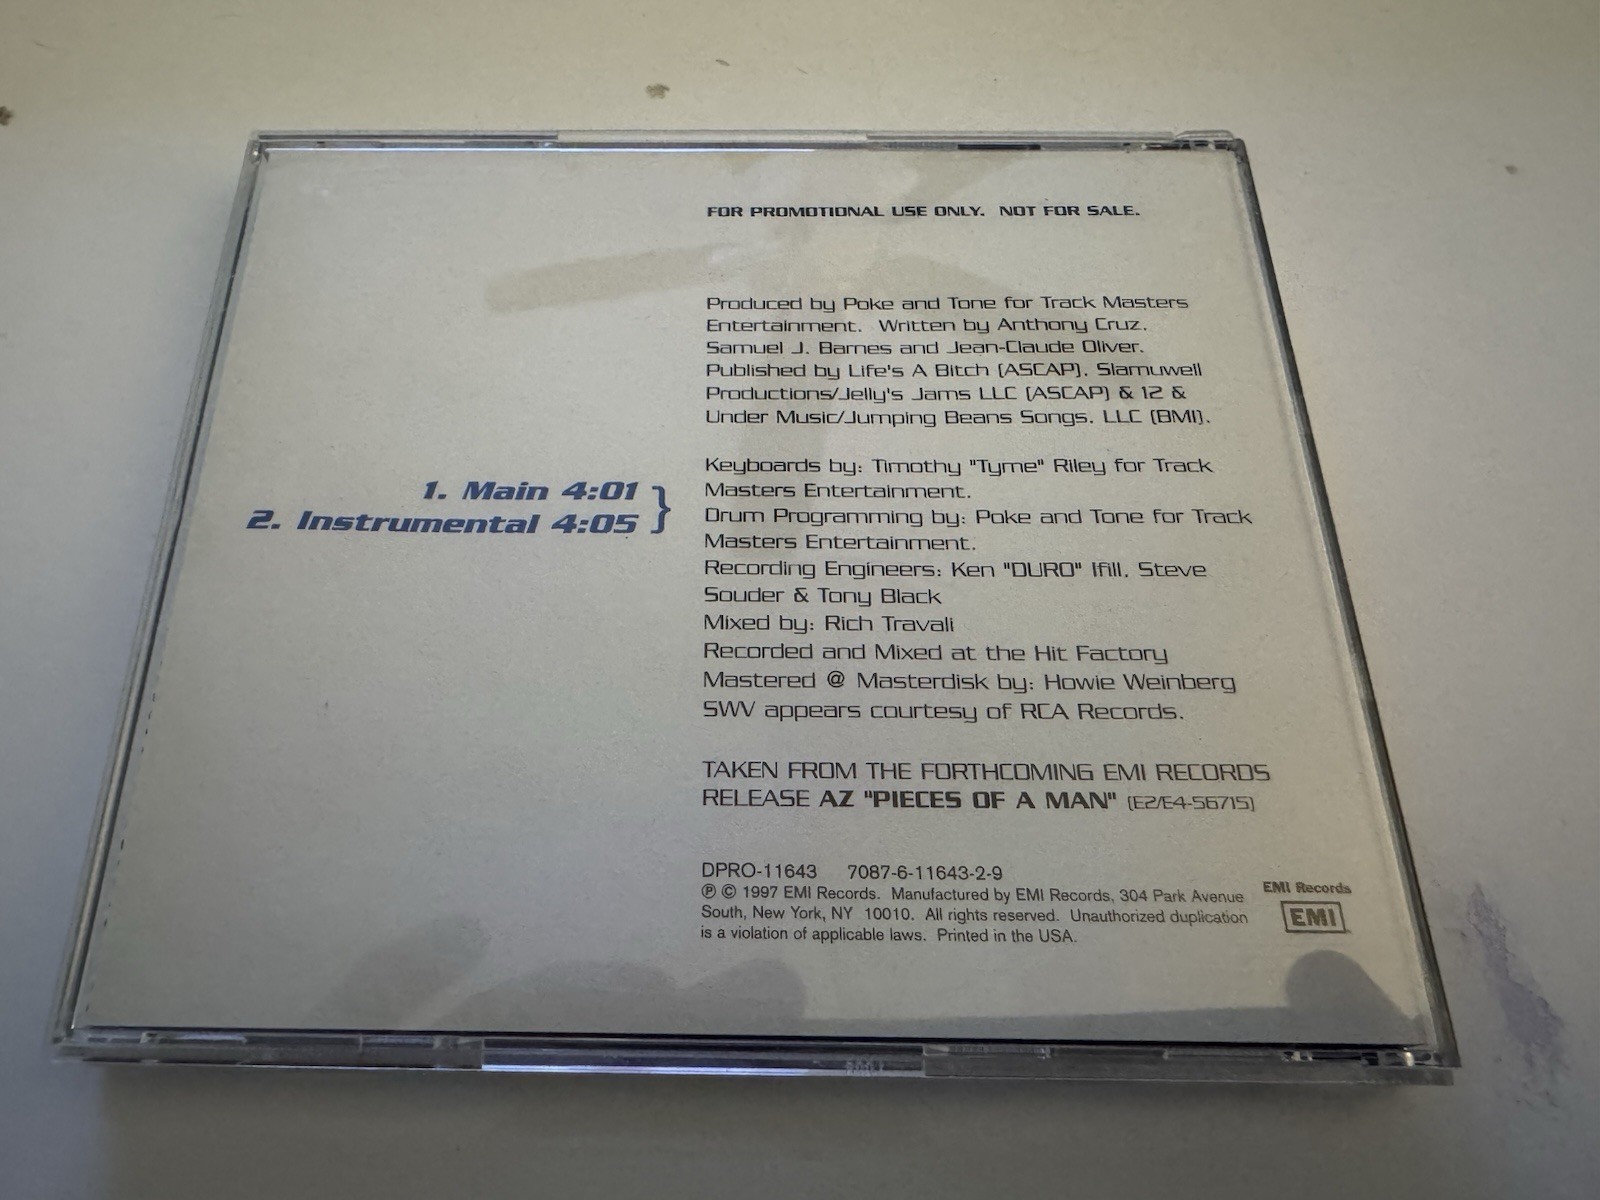 FOR PROMOTIONAL USE ONLY. NOT FOR SALE.
Produced by Poke and Tone for Track Masters
Entertainment. Written by Anthony Cruz,
Samuel J. Barnes and Jean-Claude Oliver.
Published by Life's A Bitch (ASCAP), Slamuwell
Productions/Jelly's Jams LLC (ASCAP) & 12 &
Under Music/Jumping Beans Songs, LLC (BMI).
1. Main 4:01
2. Instrumental 4:05
}
Keyboards by: Timothy "Tyme" Riley for Track
Masters Entertainment.
Drum Programming by: Poke and Tone for Track
Masters Entertainment.
Recording Engineers: Ken "DURO" Ifill, Steve
Souder & Tony Black
Mixed by: Rich Travali
Recorded and Mixed at the Hit Factory
Mastered @ Masterdisk by: Howie Weinberg
SWV appears courtesy of RCA Records.
TAKEN FROM THE FORTHCOMING EMI RECORDS
RELEASE AZ "PIECES OF A MAN" (E2/E4-56715)
DPRO-11643 7087-6-11643-2-9
℗ © 1997 EMI Records. Manufactured by EMI Records, 304 Park Avenue
South, New York, NY 10010. All rights reserved. Unauthorized duplication
is a violation of applicable laws. Printed in the USA.
EMI Records
EMI